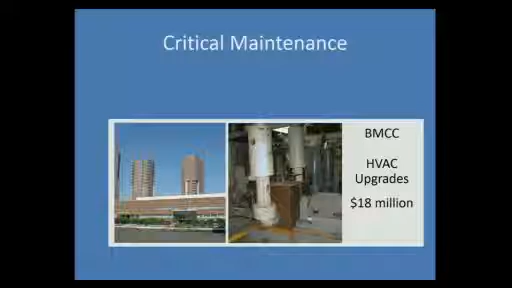 Critical Maintenance
BMCC
HVAC
Upgrades
$18 million